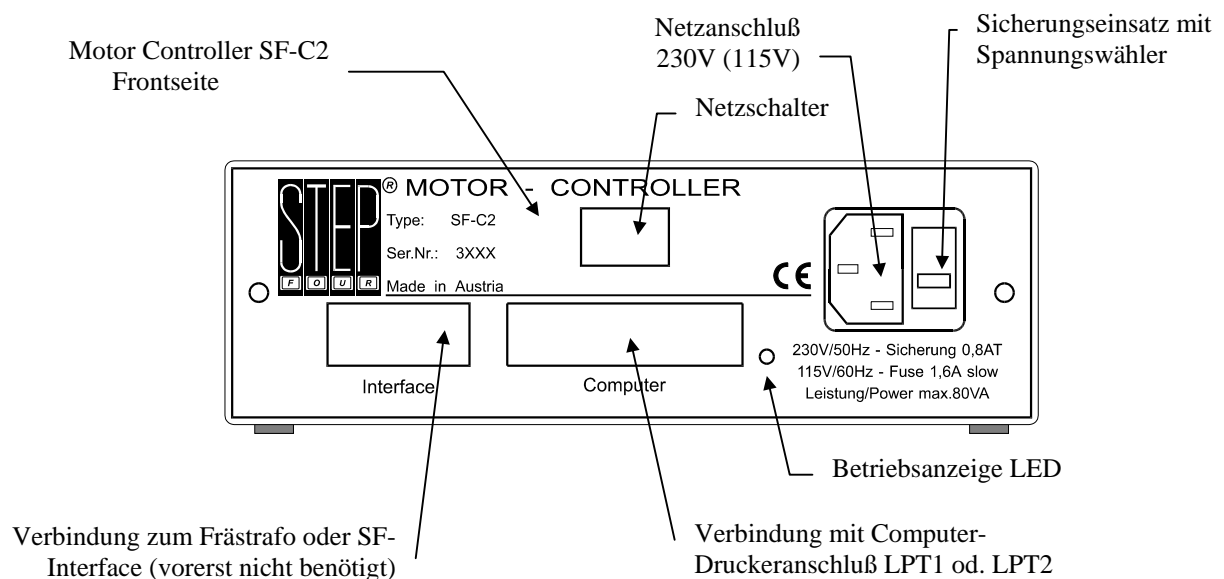 Motor Controller SF-C2
Frontseite
Netzanschluß
230V (115V)
Sicherungseinsatz mit
Spannungswähler
Netzschalter
STEP
FOUR
® MOTOR - CONTROLLER
Type: SF-C2
Ser.Nr.: 3XXX
Made in Austria
CE
Interface
Computer
230V/50Hz - Sicherung 0,8AT
115V/60Hz - Fuse 1,6A slow
Leistung/Power max.80VA
Betriebsanzeige LED
Verbindung zum Frästrafo oder SF-
Interface (vorerst nicht benötigt)
Verbindung mit Computer-
Druckeranschluß LPT1 od. LPT2